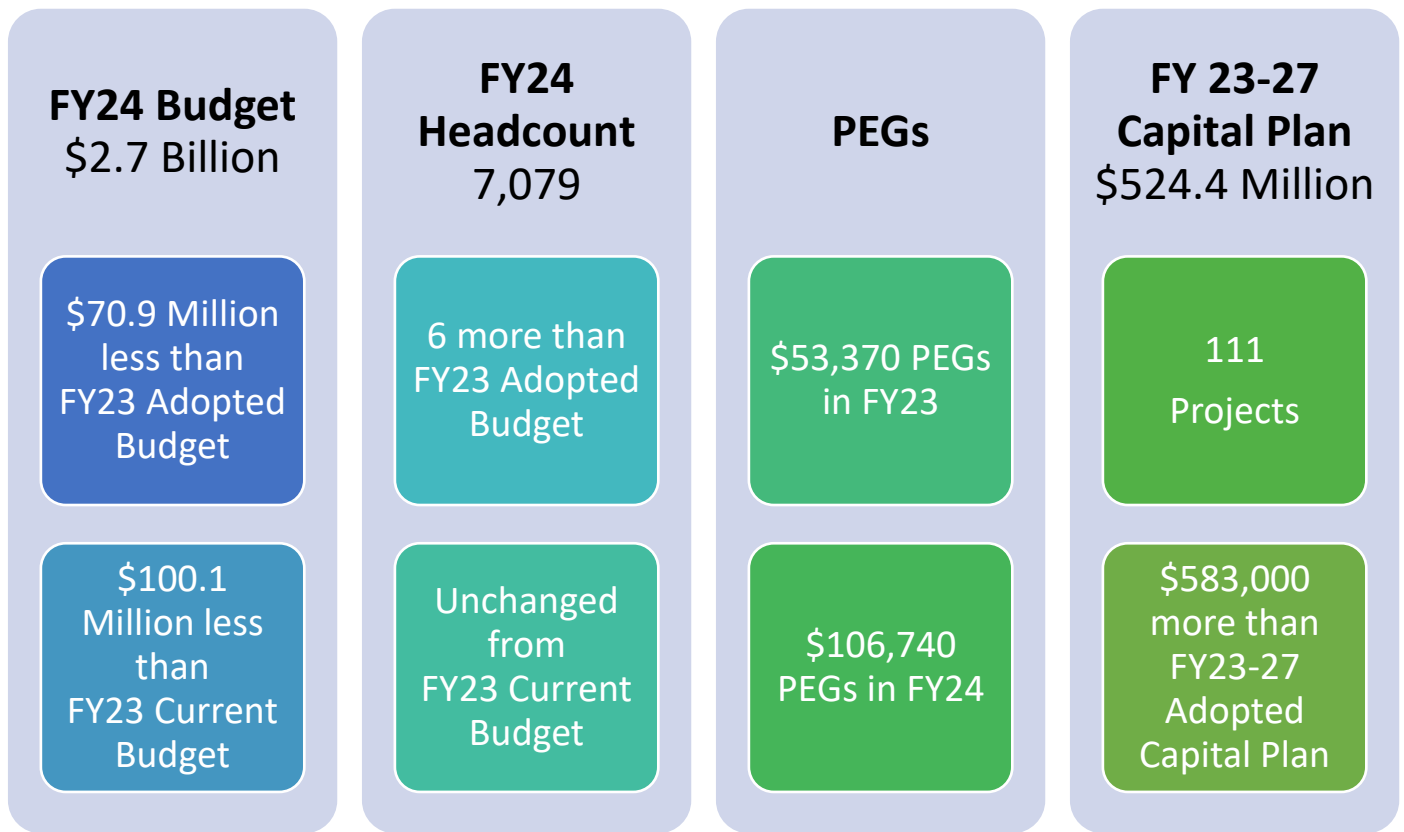 FY24 Budget
$2.7 Billion
$70.9 Million
less than
FY23 Adopted
Budget
$100.1
Million less
than
FY23 Current
Budget
FY24
Headcount
7,079
6 more than
FY23 Adopted
Budget
Unchanged
from
FY23 Current
Budget
PEGs
$53,370 PEGs
in FY23
$106,740
PEGs in FY24
FY 23-27
Capital Plan
$524.4 Million
111
Projects
$583,000
more than
FY23-27
Adopted
Capital Plan